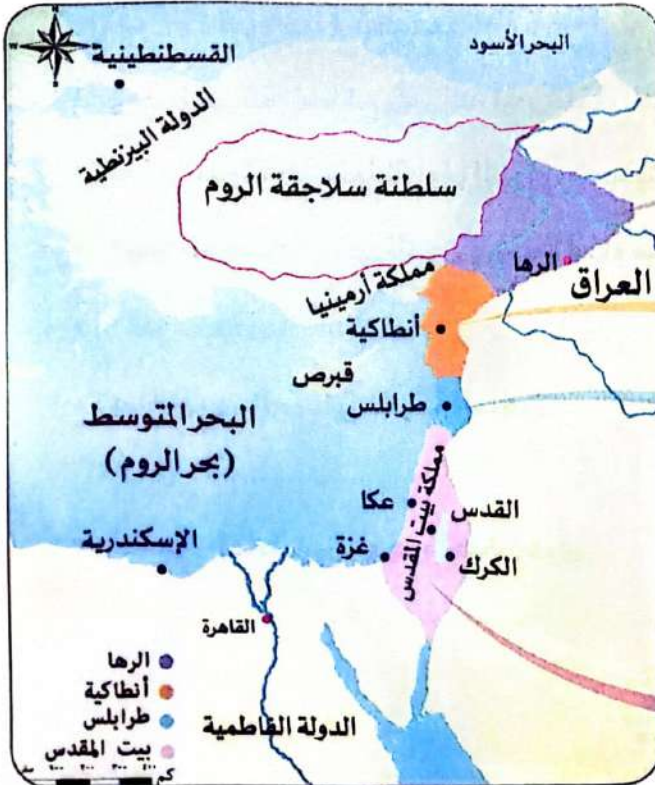 البحر الأسود
القسطنطينية
الدولة البيزنطية
سلطنة سلاجقة الروم
الرها
العراق
مملكة أرمينيا
أنطاكية
قبرص
طرابلس
البحر المتوسط
(بحر الروم)
مملكة بيت المقدس
عكا
القدس
الإسكندرية
غزة
الكرك
القاهرة
الدولة الفاطمية
الرها
أنطاكية
طرابلس
بيت المقدس
كم